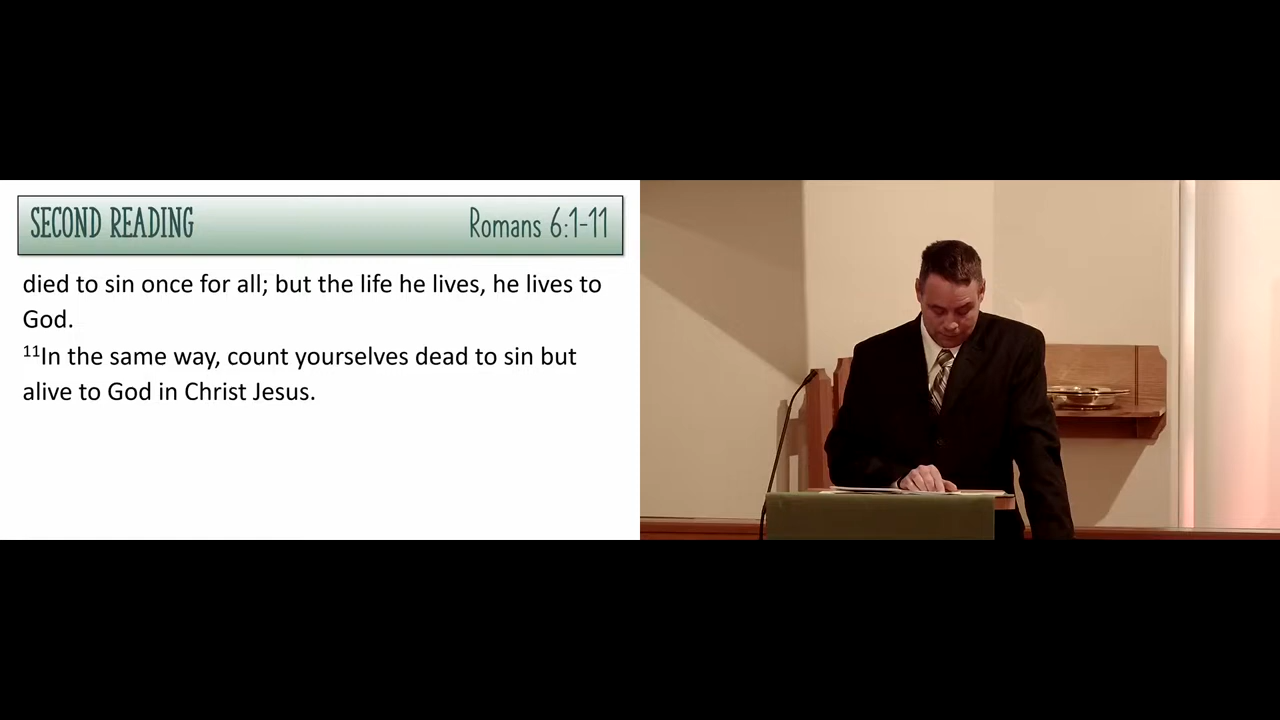 SECOND READING Romans 6:1-11
died to sin once for all; but the life he lives, he lives to
God.
¹¹In the same way, count yourselves dead to sin but
alive to God in Christ Jesus.